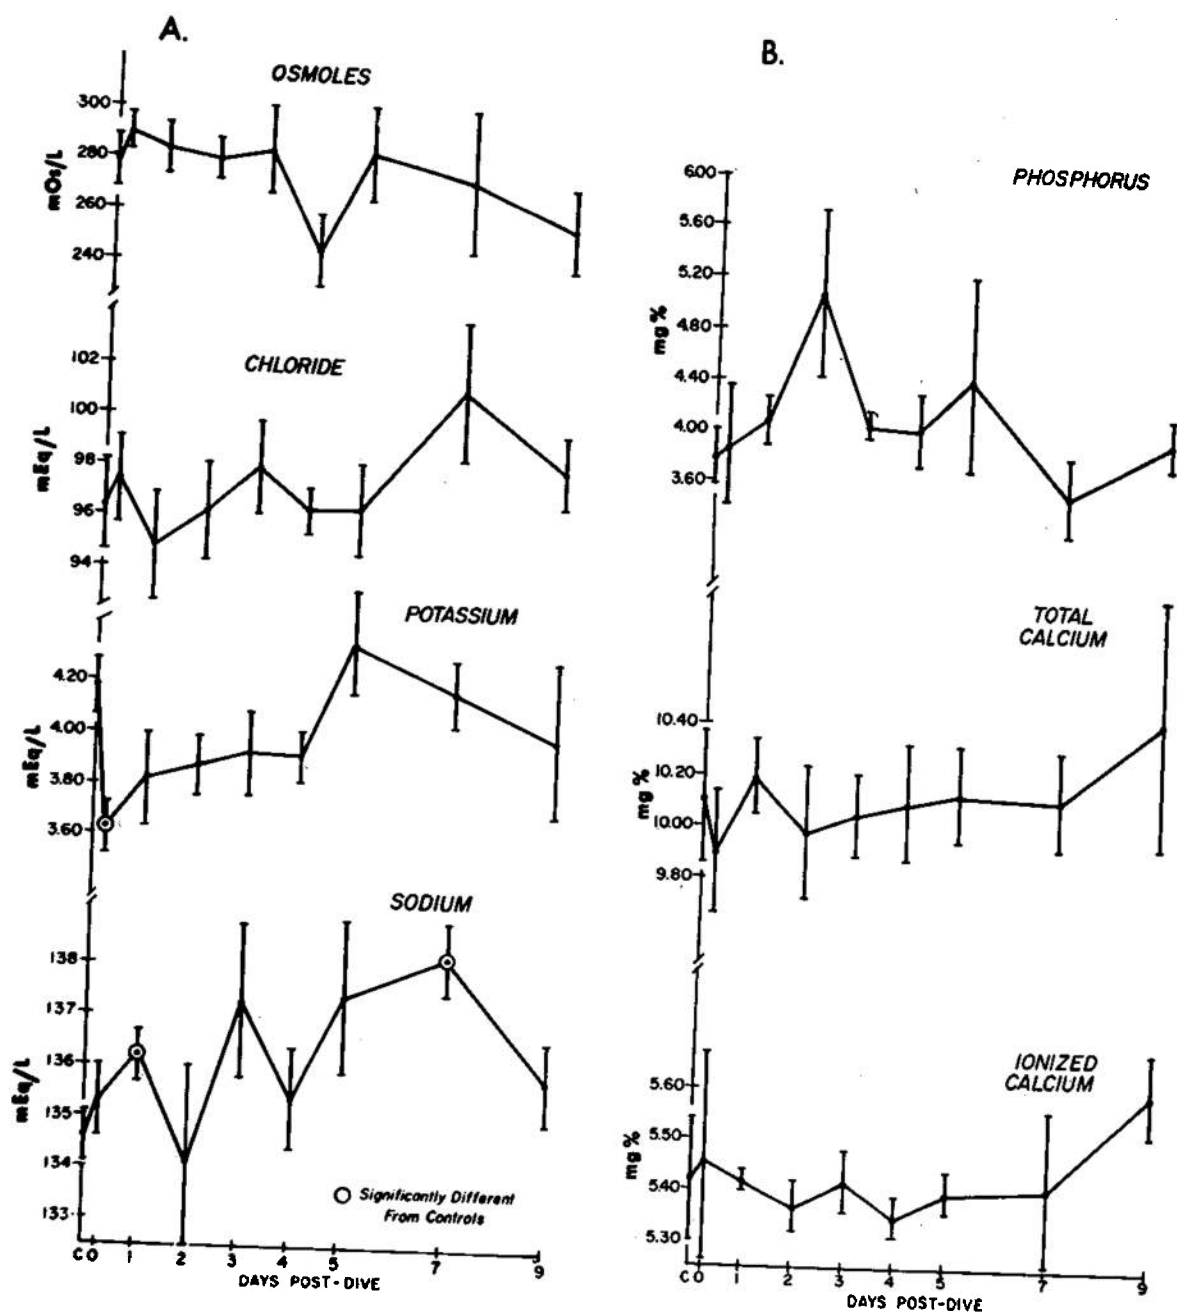 A.
OSMOLES
300
280
260
240
mOs/L
CHLORIDE
102
100
98
96
94
mEq/L
POTASSIUM
4.20
4.00
3.80
3.60
mEq/L
SODIUM
138
137
136
135
134
133
mEq/L
Significantly Different
From Controls
C 0 1 2 3 4 5 7 9
DAYS POST-DIVE
B.
PHOSPHORUS
6.00
5.60
5.20
4.80
4.40
4.00
3.60
mg %
TOTAL
CALCIUM
10.40
10.20
10.00
9.80
mg %
IONIZED
CALCIUM
5.60
5.50
5.40
5.30
mg %
C 0 1 2 3 4 5 7 9
DAYS POST-DIVE